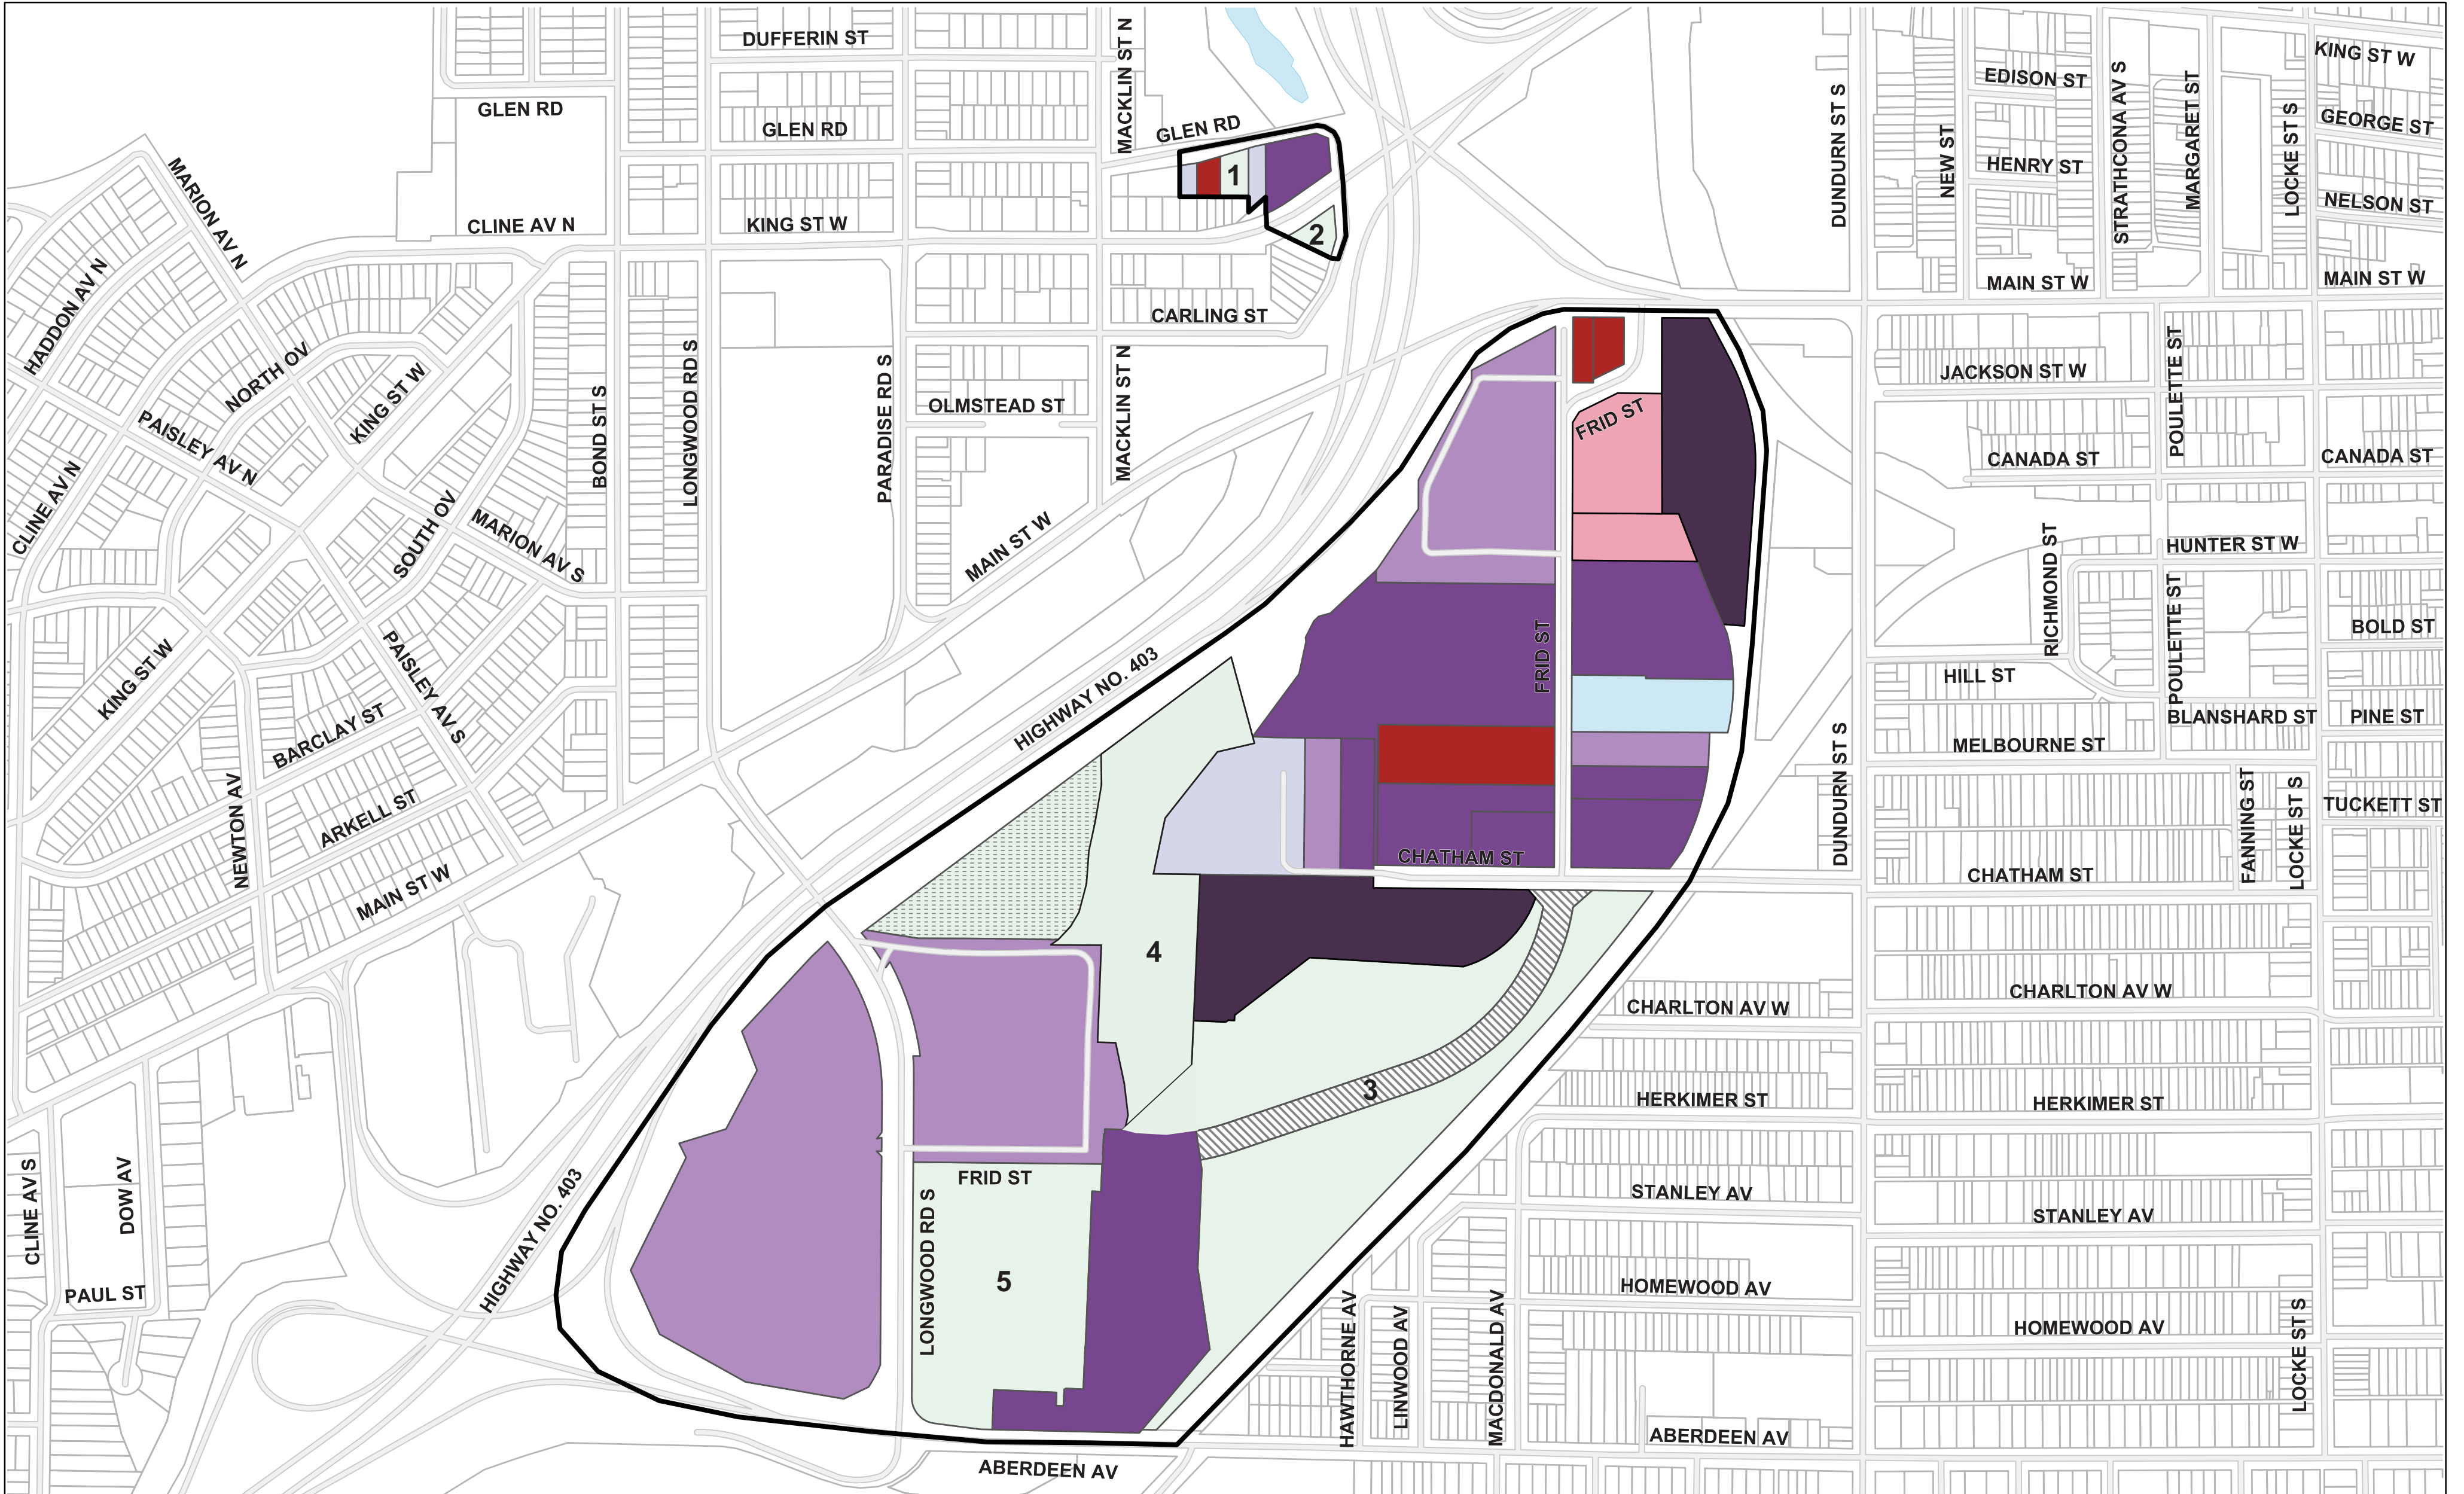 DUFFERIN ST
MACKLIN ST N
KING ST W
EDISON ST
STRATHCONA AV S
MARGARET ST
LOCKE ST S
GLEN RD
GLEN RD
GLEN RD
DUNDURN ST S
NEW ST
GEORGE ST
HENRY ST
MARION AV N
1
NELSON ST
CLINE AV N
KING ST W
2
HADDON AV N
MAIN ST W
MAIN ST W
CARLING ST
NORTH OV
KING ST W
BOND ST S
LONGWOOD RD S
PARADISE RD S
MACKLIN ST N
JACKSON ST W
POULETTE ST
OLMSTEAD ST
FRID ST
PAISLEY AV N
CANADA ST
CANADA ST
CLINE AV N
SOUTH OV
MARION AV S
MAIN ST W
RICHMOND ST
HUNTER ST W
POULETTE ST
BOLD ST
KING ST W
PAISLEY AV S
HIGHWAY NO. 403
FRID ST
HILL ST
BLANSHARD ST
PINE ST
BARCLAY ST
MELBOURNE ST
DUNDURN ST S
NEWTON AV
ARKELL ST
FANNING ST
LOCKE ST S
TUCKETT ST
CHATHAM ST
CHATHAM ST
MAIN ST W
4
CHARLTON AV W
CHARLTON AV W
3
HERKIMER ST
HERKIMER ST
CLINE AV S
DOW AV
FRID ST
STANLEY AV
STANLEY AV
HIGHWAY NO. 403
LONGWOOD RD S
5
PAUL ST
HOMEWOOD AV
HOMEWOOD AV
HAWTHORNE AV
LINWOOD AV
MACDONALD AV
LOCKE ST S
ABERDEEN AV
ABERDEEN AV